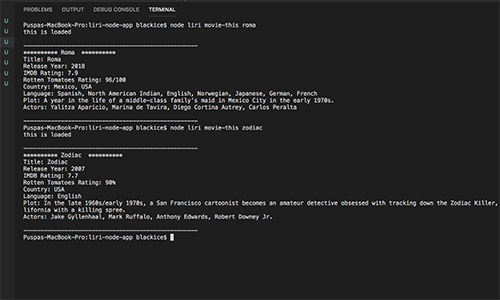 PROBLEMS OUTPUT DEBUG CONSOLE TERMINAL
Puspas-MacBook-Pro:liri-node-app blackice$ node liri movie-this roma
this is loaded
---------------------------------------------------
********** Roma **********
Title: Roma
Release Year: 2018
IMDB Rating: 7.9
Rotten Tomatoes Rating: 96/100
Country: Mexico, USA
Language: Spanish, North American Indian, English, Norwegian, Japanese, German, French
Plot: A year in the life of a middle-class family's maid in Mexico City in the early 1970s.
Actors: Yalitza Aparicio, Marina de Tavira, Diego Cortina Autrey, Carlos Peralta
---------------------------------------------------
Puspas-MacBook-Pro:liri-node-app blackice$ node liri movie-this zodiac
this is loaded
---------------------------------------------------
********** Zodiac **********
Title: Zodiac
Release Year: 2007
IMDB Rating: 7.7
Rotten Tomatoes Rating: 90%
Country: USA
Language: English
Plot: In the late 1960s/early 1970s, a San Francisco cartoonist becomes an amateur detective obsessed with tracking down the Zodiac Killer,
lifornia with a killing spree.
Actors: Jake Gyllenhaal, Mark Ruffalo, Anthony Edwards, Robert Downey Jr.
---------------------------------------------------
Puspas-MacBook-Pro:liri-node-app blackice$
U
U
U
U
U